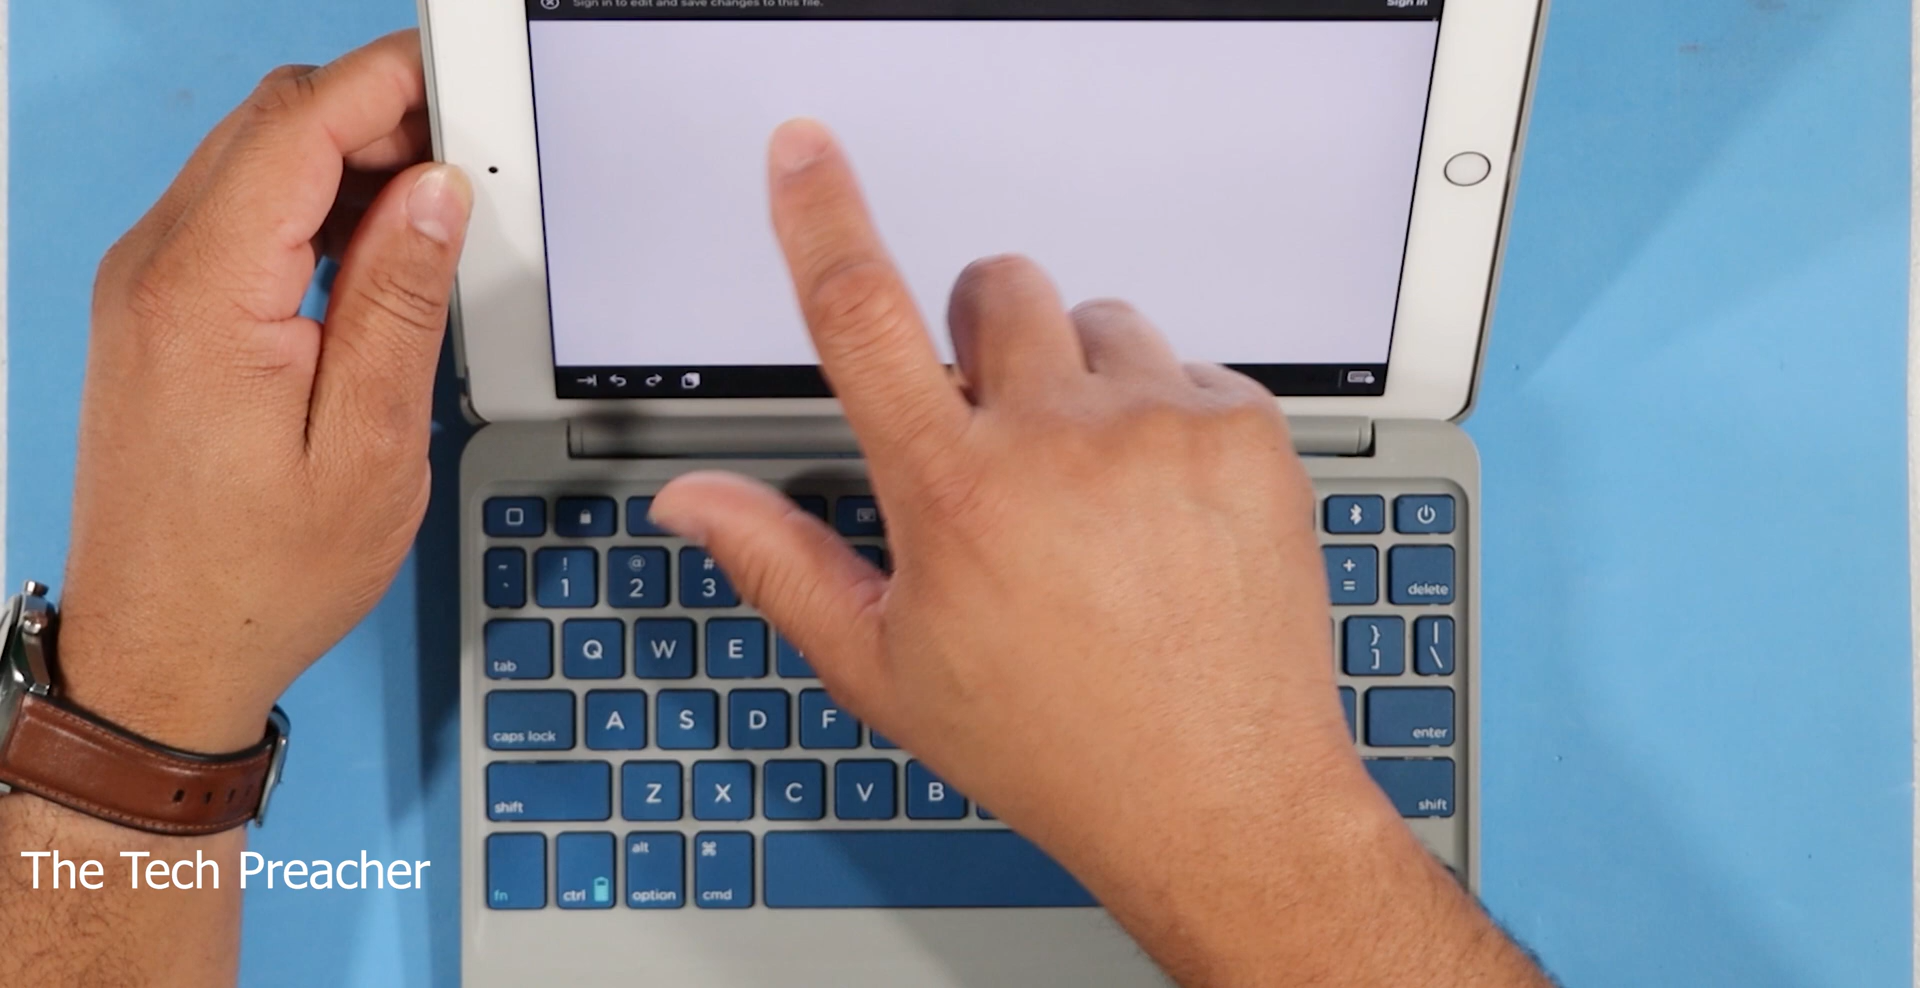 Sign in to edit and save changes to this file.
Sign in
~ `
! 1
@ 2
# 3
+ =
delete
tab
Q
W
E
} ]
| \
caps lock
A
S
D
F
enter
shift
Z
X
C
V
B
shift
fn
ctrl
alt option
⌘ cmd
The Tech Preacher